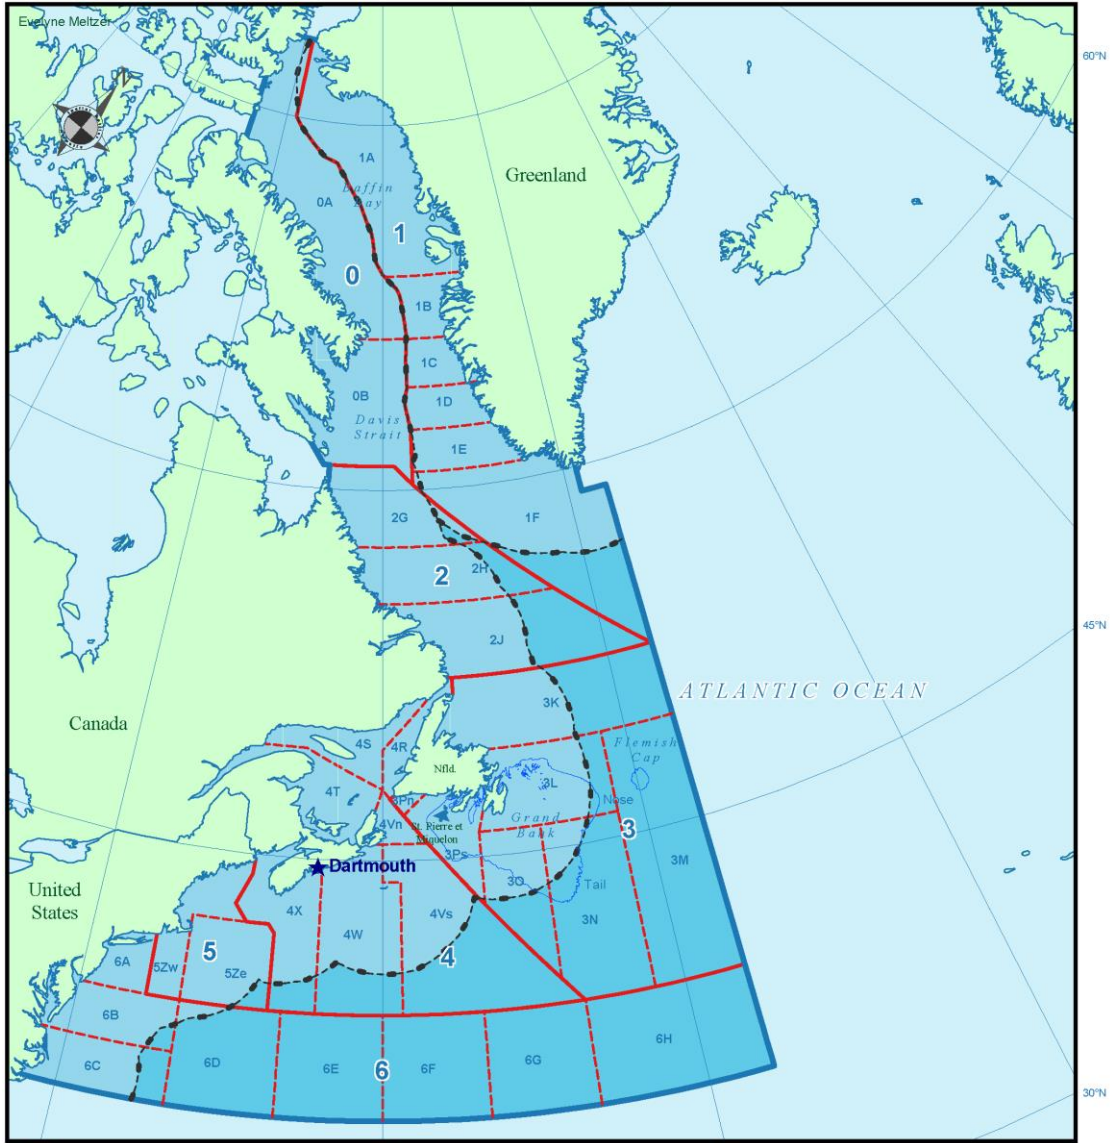 Evelyne Meltzer
N
60°N
1A
Greenland
Baffin
Bay
0A
1
0
1B
1C
0B
1D
Davis
Strait
1E
2G
1F
2H
2
45°N
2J
ATLANTIC OCEAN
3K
Canada
4S
4R
Flemish
Cap
Nfld.
3L
4T
3Pn
Nose
Grand
Bank
4Vn
St. Pierre et
Miquelon
3
3Ps
3M
Dartmouth
3O
Tail
United
States
4X
4Vs
3N
4W
5
4
6A
5Zw
5Ze
6B
6H
6G
6C
6D
6E
6
6F
30°N